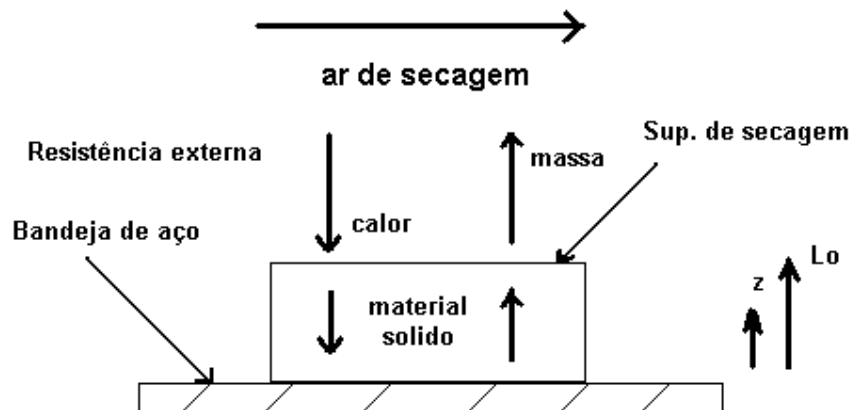 ar de secagem
Resistência externa
Sup. de secagem
massa
calor
Bandeja de aço
Lo
z
material
solido